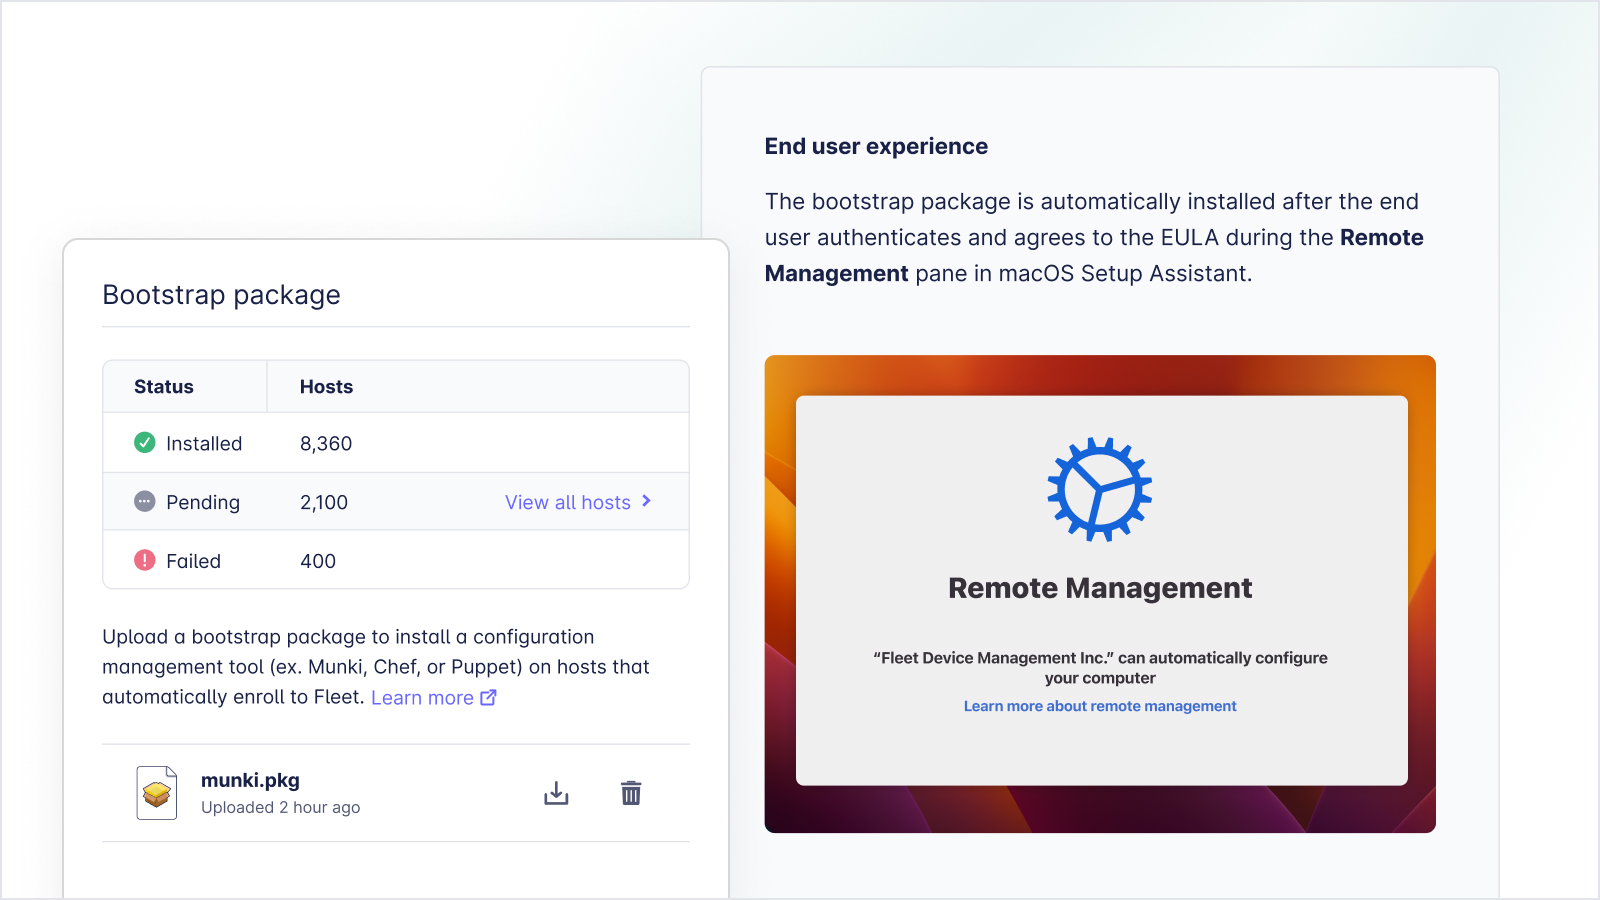 Bootstrap package
Status Hosts
Installed 8,360
Pending 2,100 View all hosts
Failed 400
Upload a bootstrap package to install a configuration
management tool (ex. Munki, Chef, or Puppet) on hosts that
automatically enroll to Fleet. Learn more
munki.pkg
Uploaded 2 hour ago
End user experience
The bootstrap package is automatically installed after the end
user authenticates and agrees to the EULA during the Remote
Management pane in macOS Setup Assistant.
Remote Management
“Fleet Device Management Inc.” can automatically configure
your computer
Learn more about remote management